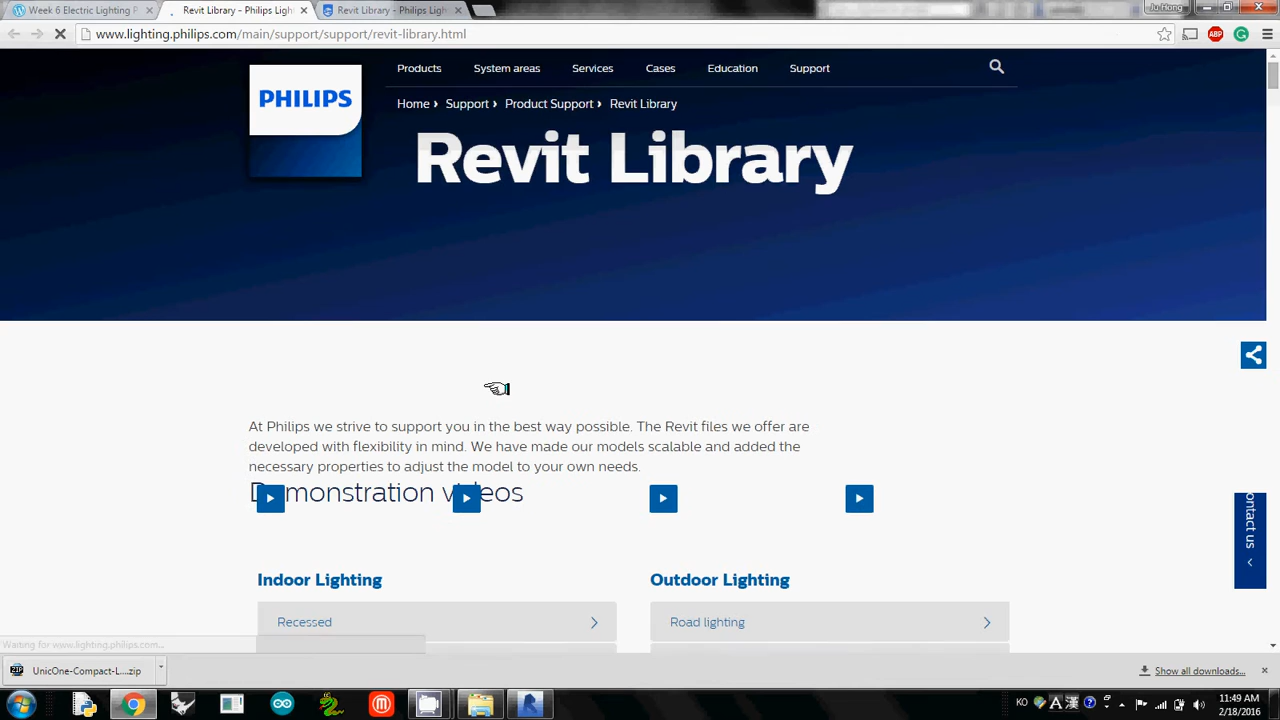 Week 6 Electric Lighting P
Revit Library – Philips Ligh
Revit Library - Philips Ligh
Ju Hong
www.lighting.philips.com/main/support/support/revit-library.html
ABP
PHILIPS
Products
System areas
Services
Cases
Education
Support
Home › Support › Product Support › Revit Library
Revit Library
At Philips we strive to support you in the best way possible. The Revit files we offer are
developed with flexibility in mind. We have made our models scalable and added the
necessary properties to adjust the model to your own needs.
Demonstration videos
ontact us
Indoor Lighting
Outdoor Lighting
Recessed
Road lighting
Waiting for www.lighting.philips.com...
UnicOne-Compact-L....zip
Show all downloads...
KO
11:49 AM
2/18/2016